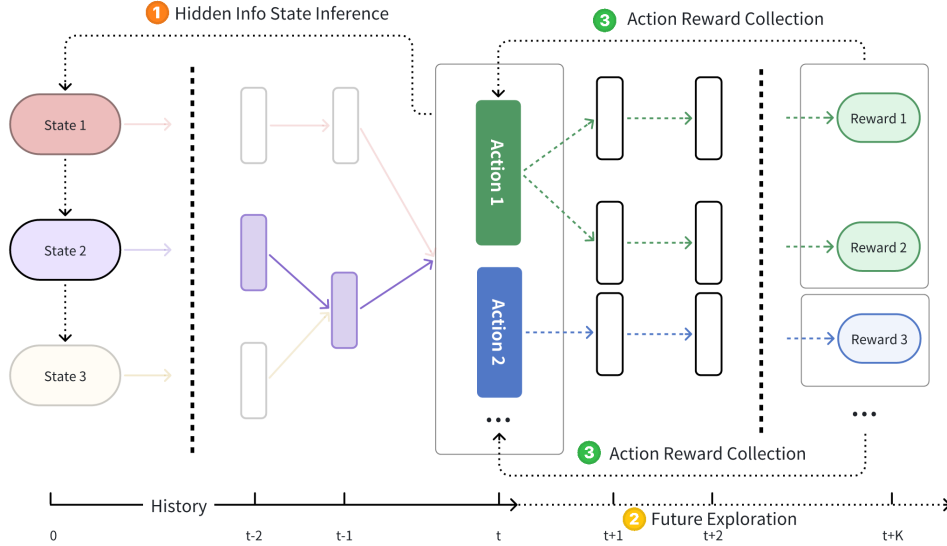 1 Hidden Info State Inference
3 Action Reward Collection
State 1
State 2
State 3
Action 1
Action 2
...
Reward 1
Reward 2
Reward 3
...
3 Action Reward Collection
History
2 Future Exploration
0 t-2 t-1 t t+1 t+2 t+K